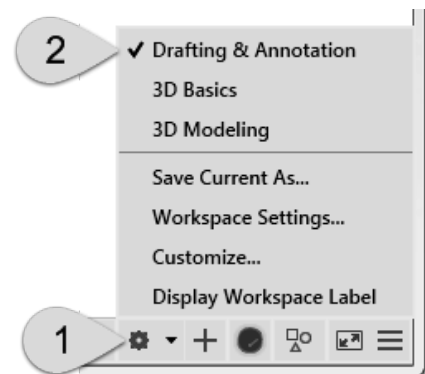 2
✓ Drafting & Annotation
3D Basics
3D Modeling
Save Current As...
Workspace Settings...
Customize...
Display Workspace Label
1